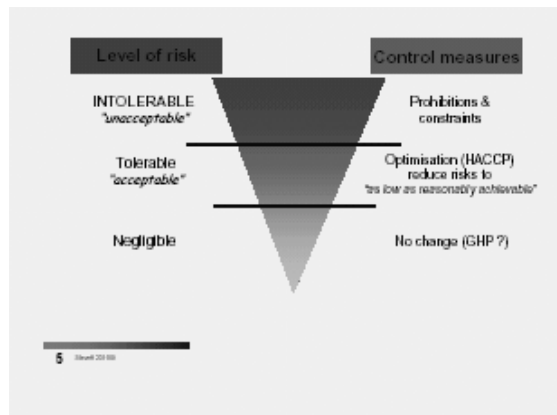 Level of risk
Control measures
INTOLERABLE
"unacceptable"
Prohibitions &
constraints
Tolerable
"acceptable"
Optimisation (HACCP)
reduce risks to
"as low as reasonably achievable"
Negligible
No change (GHP ?)
5